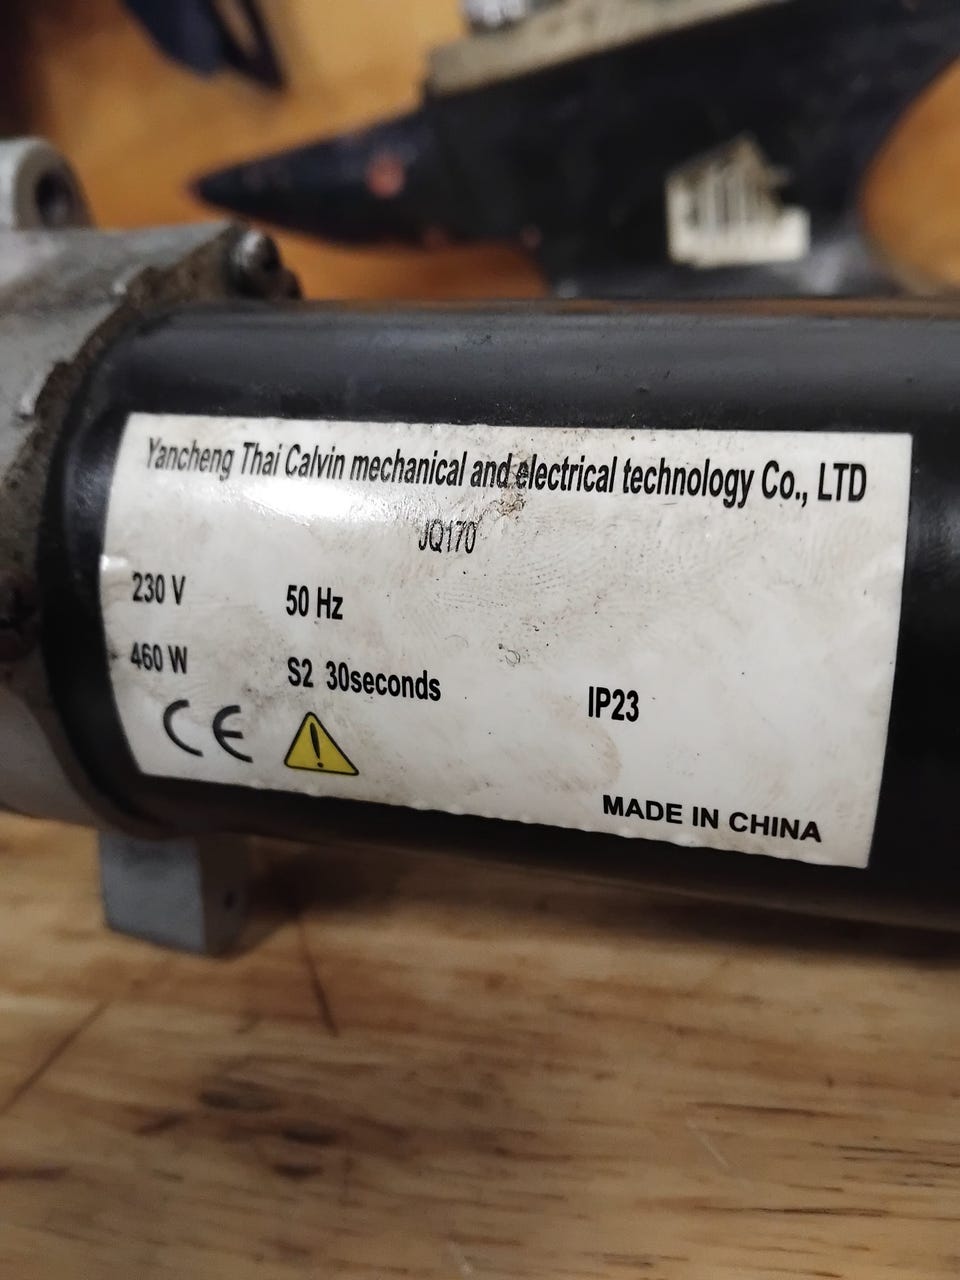 Yancheng Thai Calvin mechanical and electrical technology Co., LTD
JQ170
230 V 50 Hz
460 W S2 30seconds IP23
CE
MADE IN CHINA